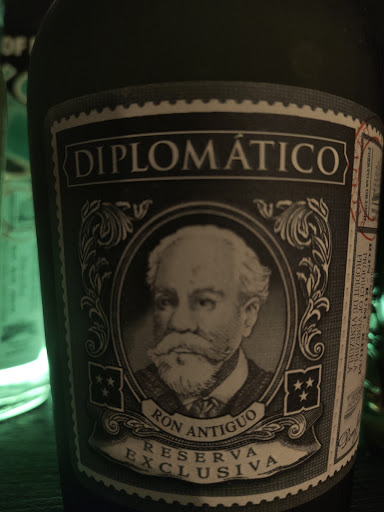 DIPLOMÁTICO
RON ANTIGUO
RESERVA
EXCLUSIVA